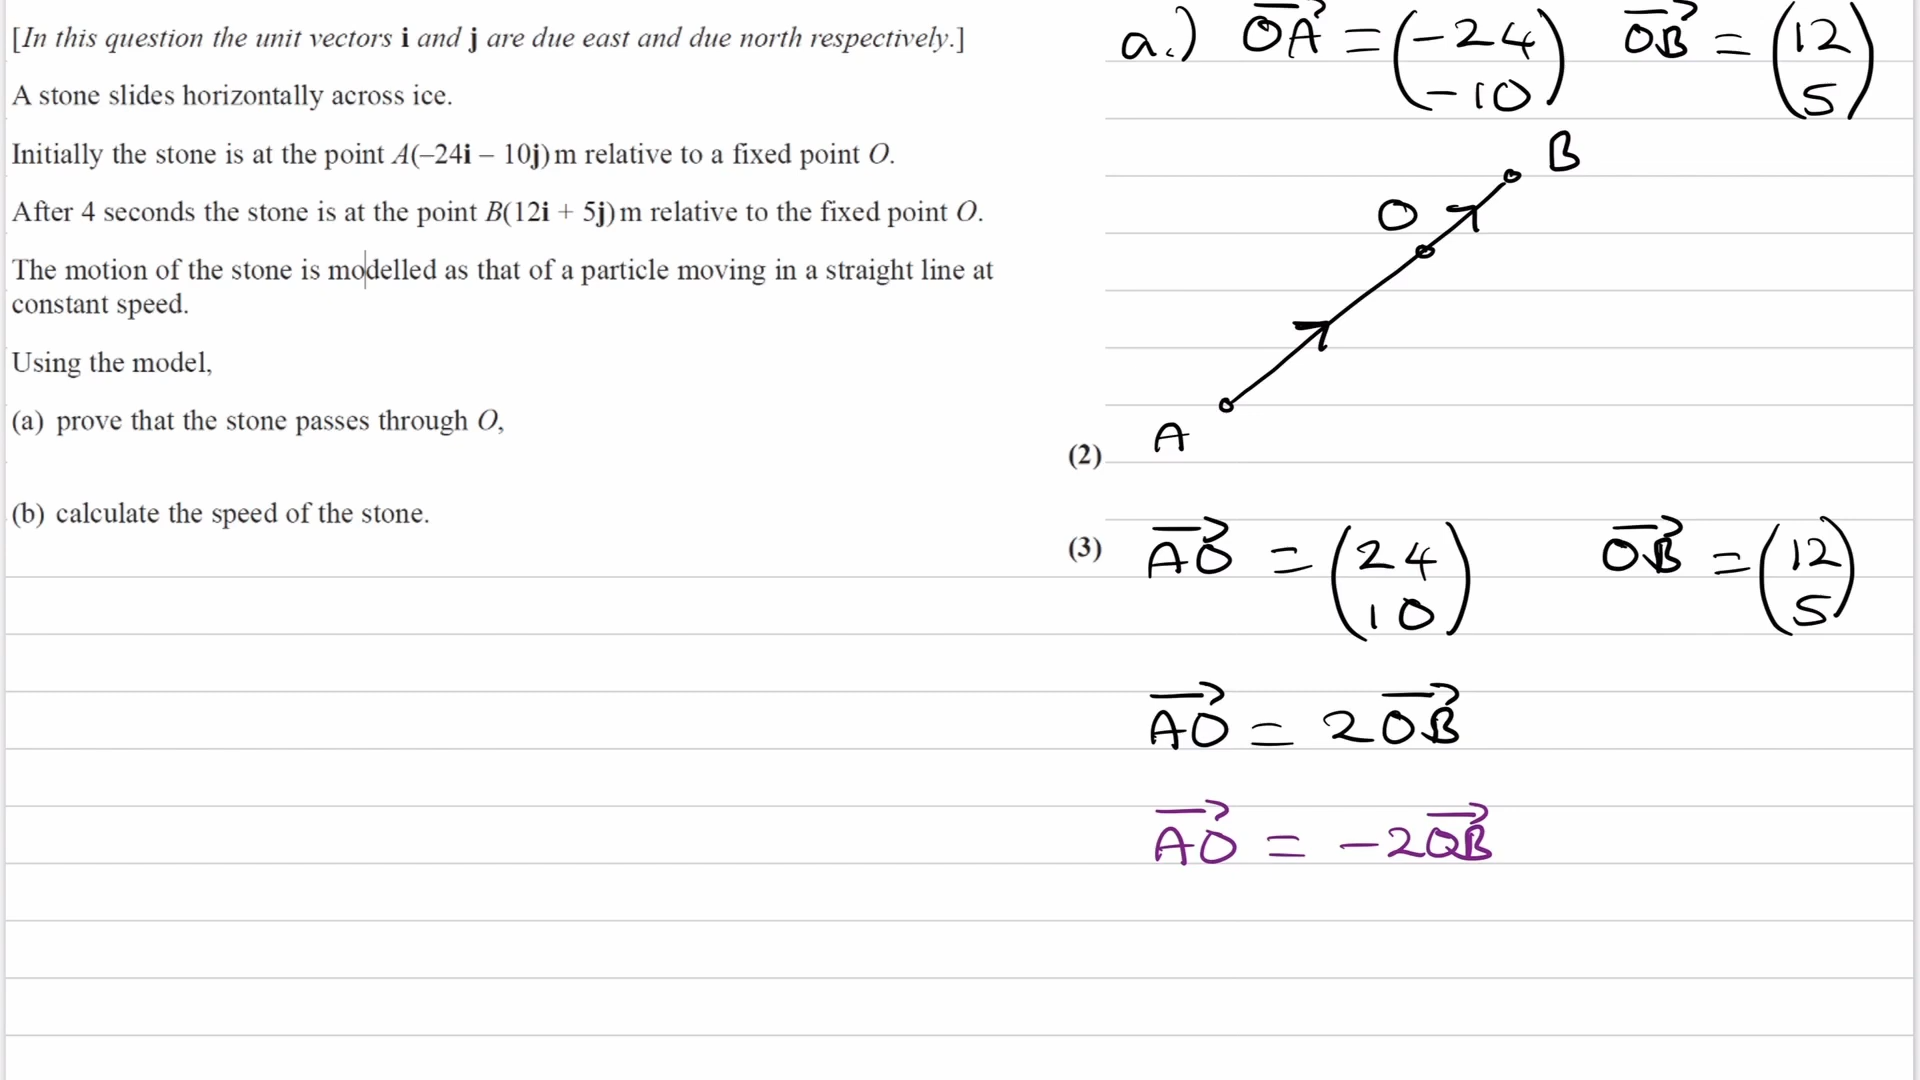 [In this question the unit vectors i and j are due east and due north respectively.]
A stone slides horizontally across ice.
Initially the stone is at the point A(–24i – 10j) m relative to a fixed point O.
After 4 seconds the stone is at the point B(12i + 5j) m relative to the fixed point O.
The motion of the stone is modelled as that of a particle moving in a straight line at
constant speed.
Using the model,
(a) prove that the stone passes through O,
(2)
(b) calculate the speed of the stone.
(3)
a.) OA→ = (-24 -10) OB→ = (12 5)
B
O
A
AO→ = (24 10) OB→ = (12 5)
AO→ = 2OB→
AO→ = -2OB→